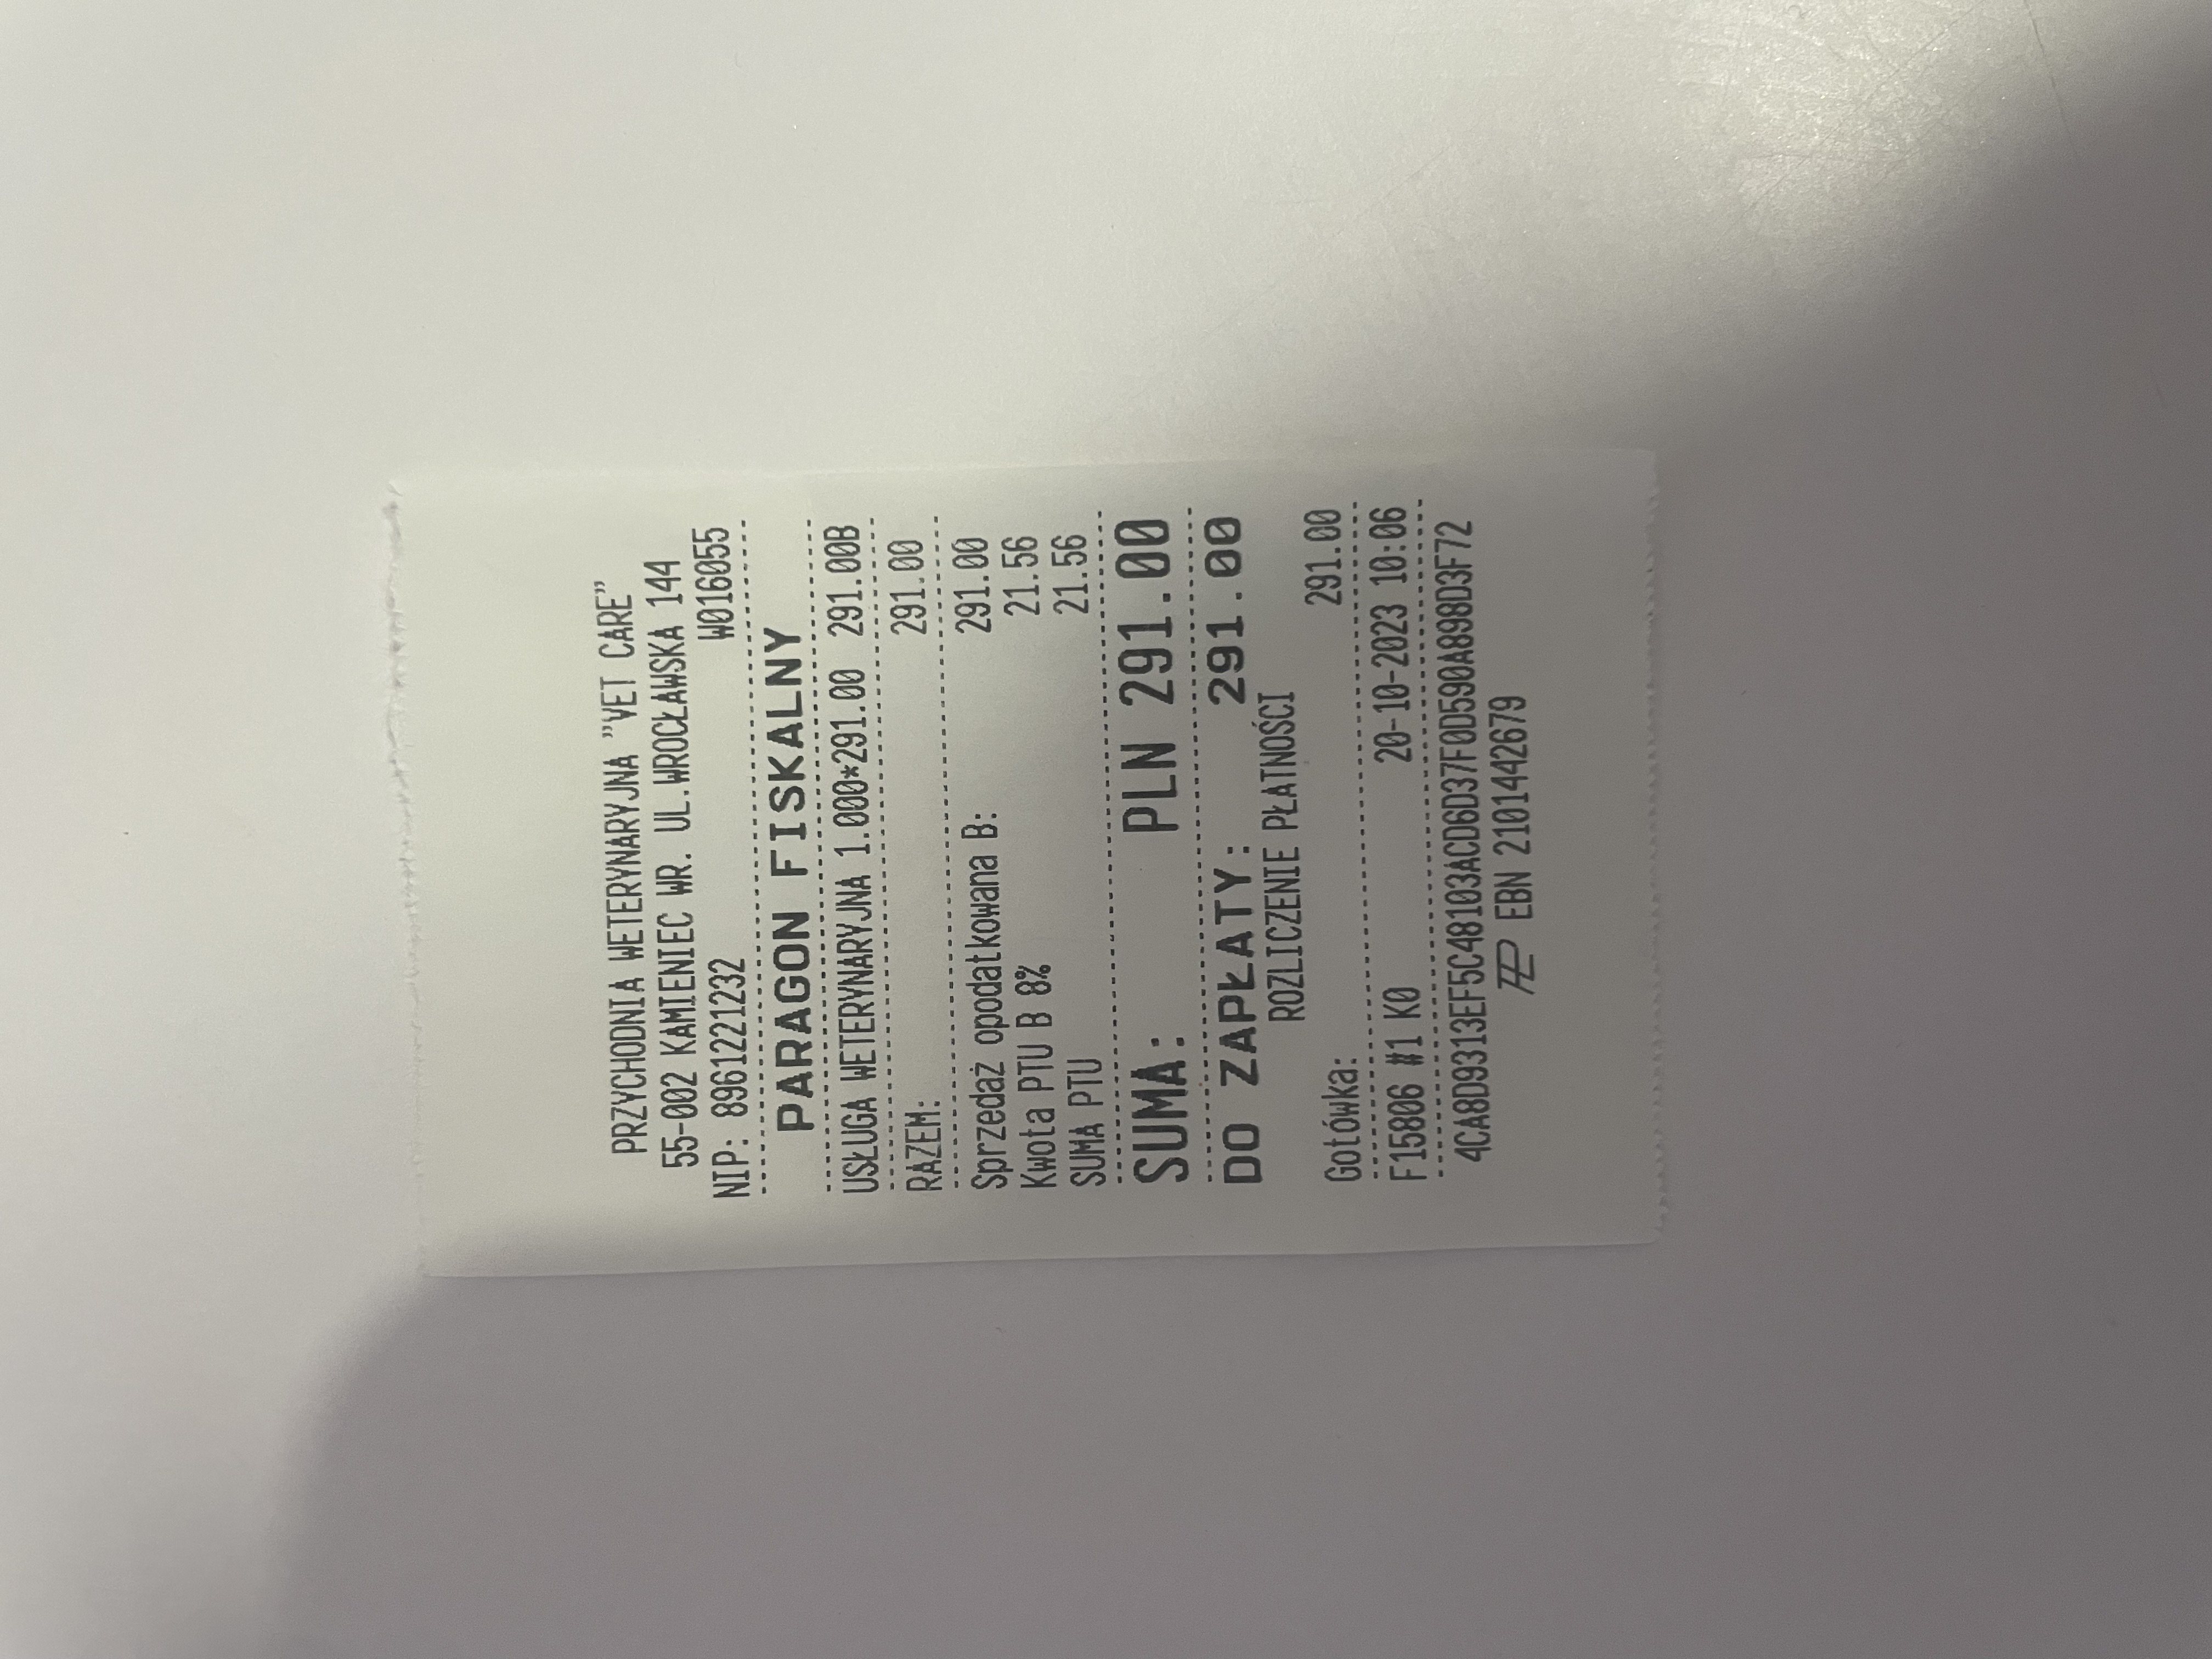 PRZYCHODNIA WETERYNARYJNA "VET CARE"
55-002 KAMIENIEC WR. UL.WROCŁAWSKA 144
NIP: 8961221232 W016055
PARAGON FISKALNY
USŁUGA WETERYNARYJNA 1.000*291.00 291.00B
RAZEM: 291.00
Sprzedaż opodatkowana B: 291.00
Kwota PTU B 8% 21.56
SUMA PTU 21.56
SUMA: PLN 291.00
DO ZAPŁATY: 291.00
ROZLICZENIE PŁATNOŚCI
Gotówka: 291.00
F15806 #1 K0 20-10-2023 10:06
4CA8D9313EF5C48103ACD6D37F0D590A898D3F72
EBN 2101442679